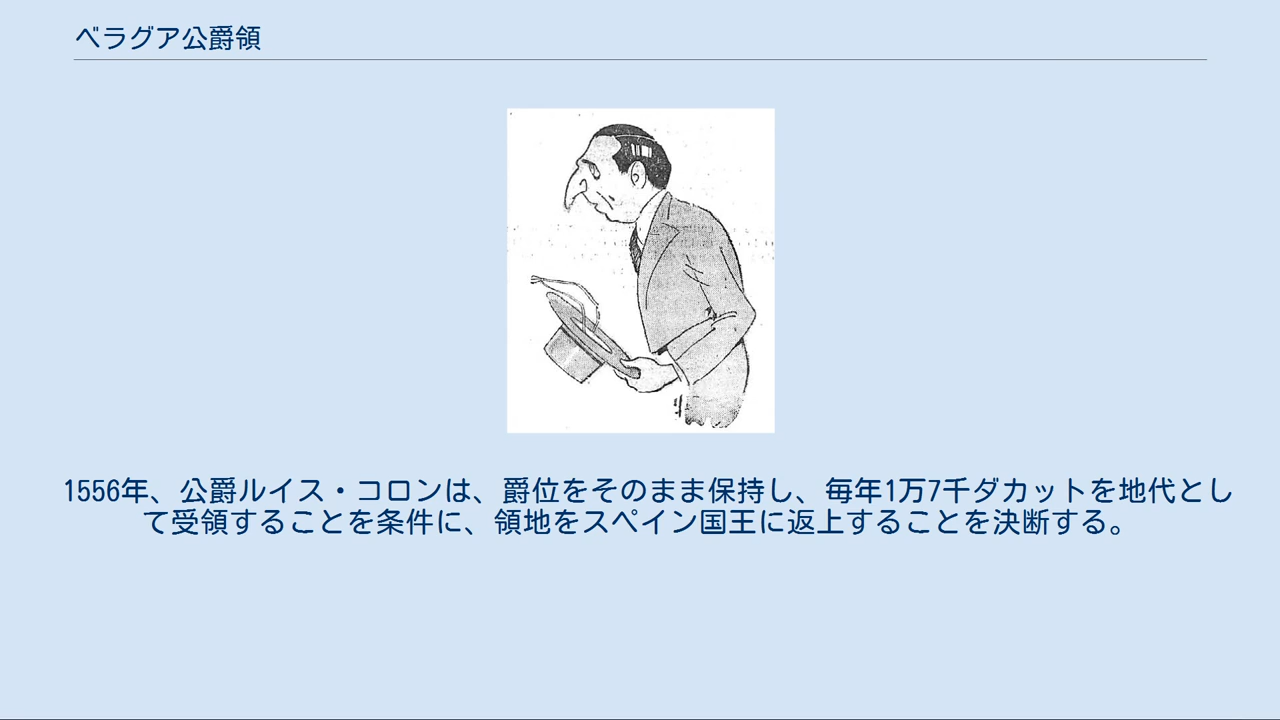 ベラグア公爵領
1556年、公爵ルイス・コロンは、爵位をそのまま保持し、毎年1万7千ダカットを地代とし
て受領することを条件に、領地をスペイン国王に返上することを決断する。